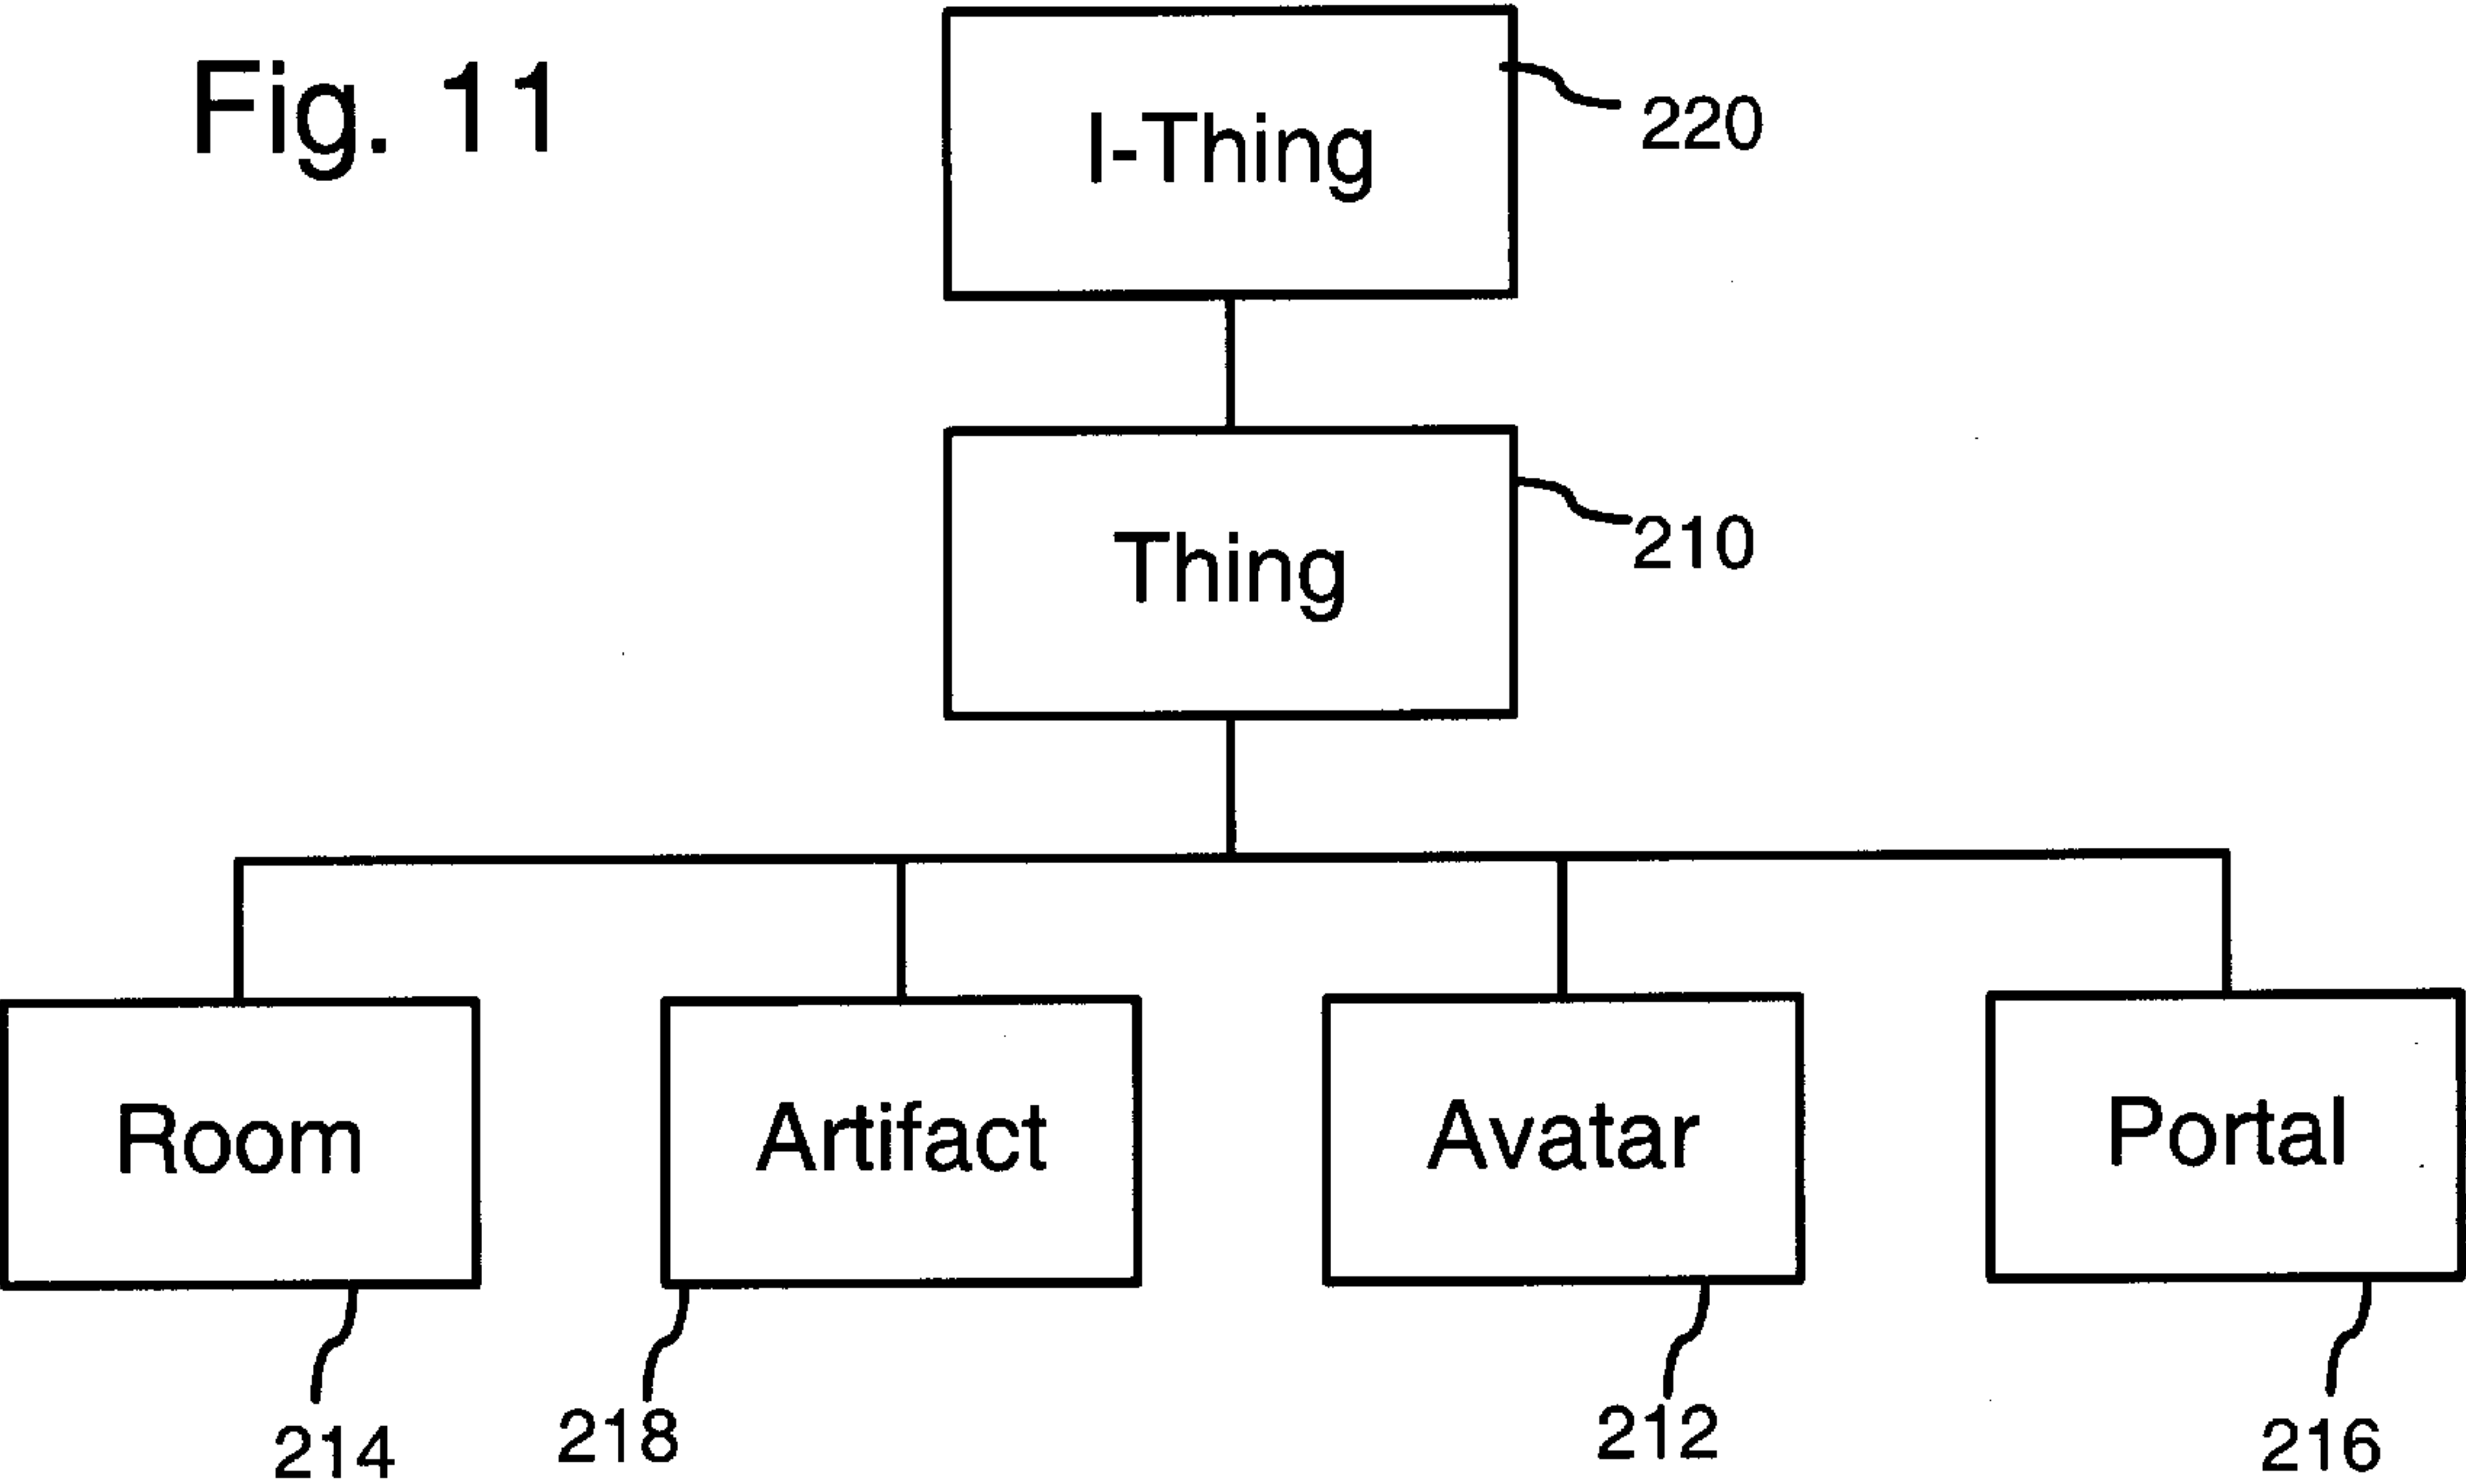 Fig. 11
I-Thing
220
Thing
210
Room
Artifact
Avatar
Portal
214
218
212
216